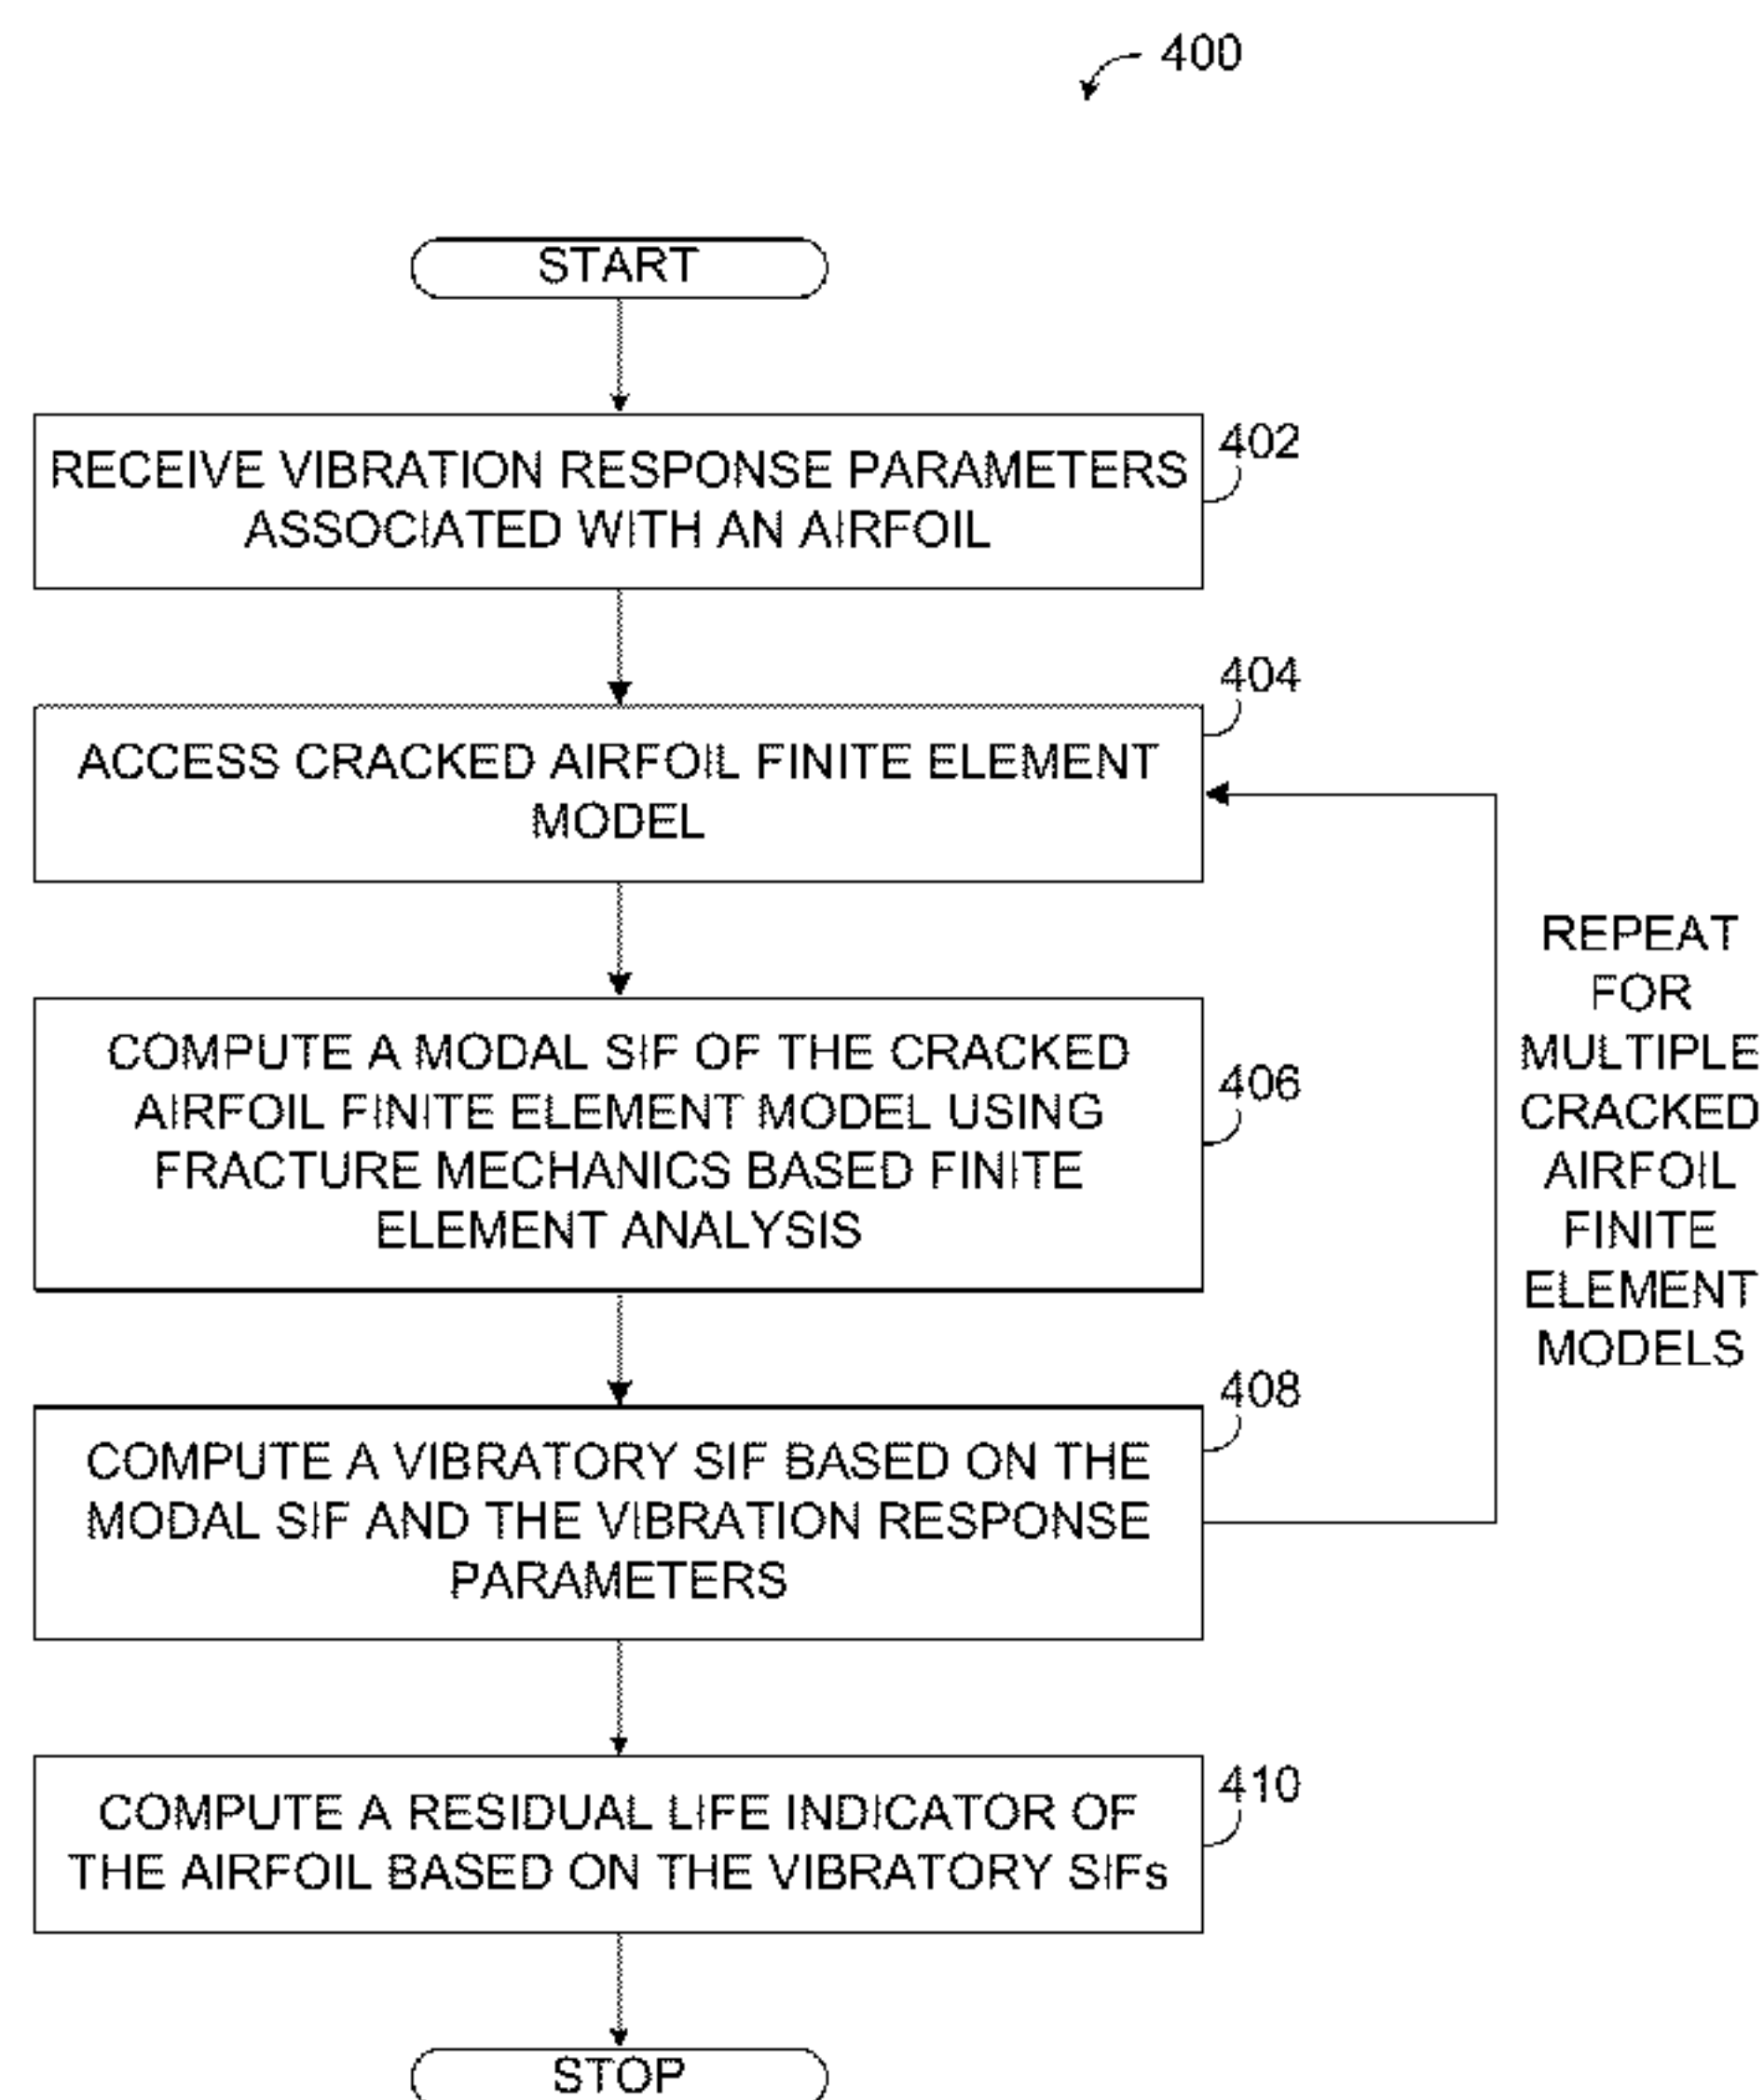 400
START
RECEIVE VIBRATION RESPONSE PARAMETERS
ASSOCIATED WITH AN AIRFOIL
402
ACCESS CRACKED AIRFOIL FINITE ELEMENT
MODEL
404
COMPUTE A MODAL SIF OF THE CRACKED
AIRFOIL FINITE ELEMENT MODEL USING
FRACTURE MECHANICS BASED FINITE
ELEMENT ANALYSIS
406
REPEAT
FOR
MULTIPLE
CRACKED
AIRFOIL
FINITE
ELEMENT
MODELS
COMPUTE A VIBRATORY SIF BASED ON THE
MODAL SIF AND THE VIBRATION RESPONSE
PARAMETERS
408
COMPUTE A RESIDUAL LIFE INDICATOR OF
THE AIRFOIL BASED ON THE VIBRATORY SIFs
410
STOP